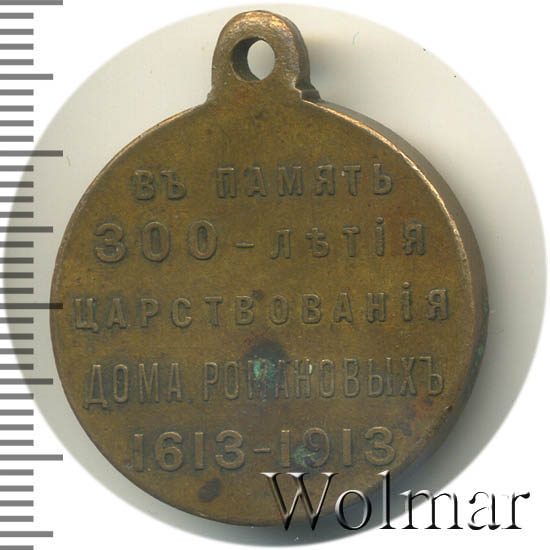 ВЪ ПАМЯТЬ
300-ЛѢТІЯ
ЦАРСТВОВАНІЯ
ДОМА РОМАНОВЫХЪ
1613-1913
Wolmar